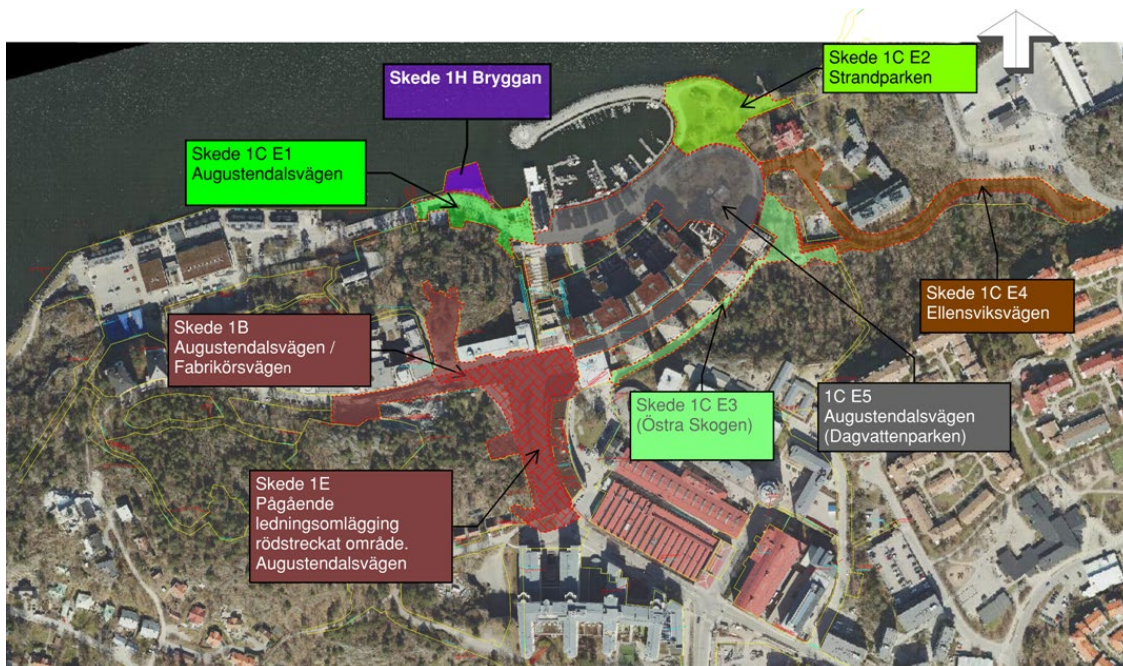 Skede 1C E2
Strandparken
Skede 1H Bryggan
Skede 1C E1
Augustendalsvägen
Skede 1C E4
Ellensviksvägen
Skede 1B
Augustendalsvägen /
Fabrikörsvägen
Skede 1C E3
(Östra Skogen)
1C E5
Augustendalsvägen
(Dagvattenparken)
Skede 1E
Pågående
ledningsomlägging
rödstreckat område.
Augustendalsvägen